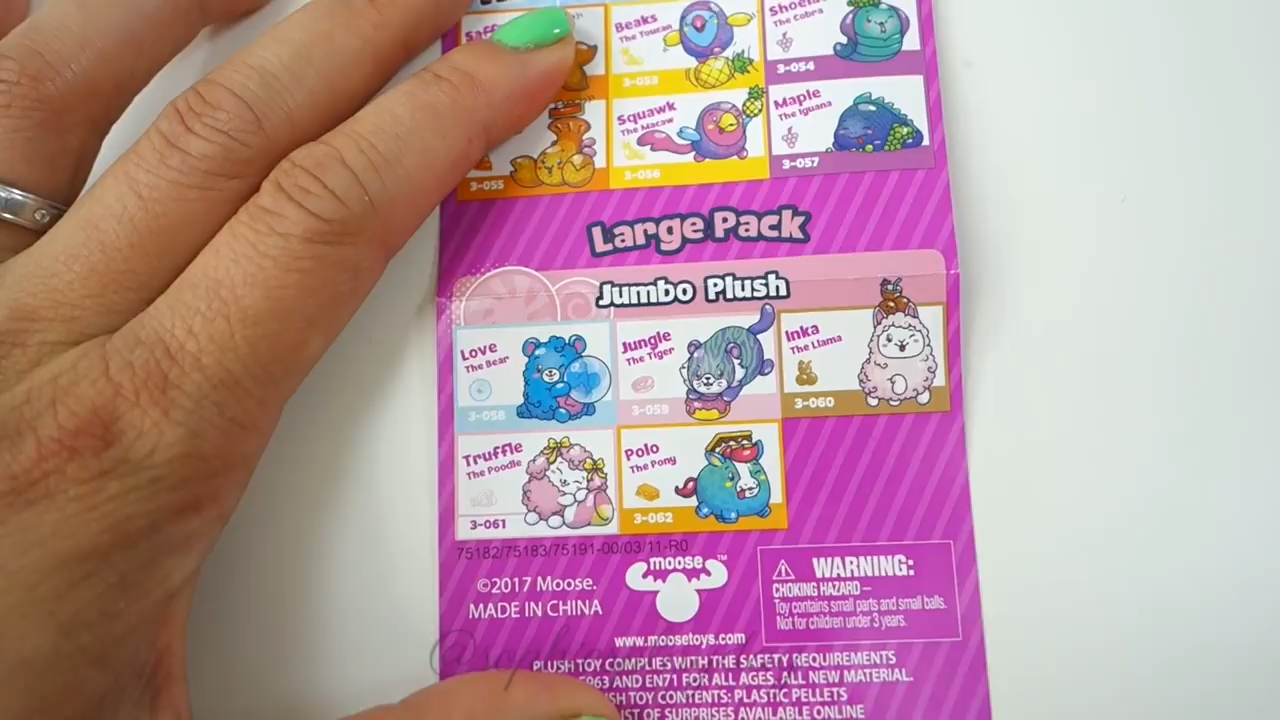 Beaks
The Toucan
3-053
The Cobra
3-054
3-055
Squawk
The Macaw
3-056
Maple
The Iguana
3-057
Large Pack
Jumbo Plush
Love
The Bear
3-058
Jungle
The Tiger
3-059
Inka
The Llama
3-060
Truffle
The Poodle
3-061
Polo
The Pony
3-062
75182/75183/75191-00/03/11-R0
©2017 Moose.
MADE IN CHINA
moose™
www.moosetoys.com
WARNING:
CHOKING HAZARD –
Toy contains small parts and small balls.
Not for children under 3 years.
PLUSH TOY COMPLIES WITH THE SAFETY REQUIREMENTS
AND EN71 FOR ALL AGES. ALL NEW MATERIAL.
TOY CONTENTS: PLASTIC PELLETS
OF SURPRISES AVAILABLE ONLINE